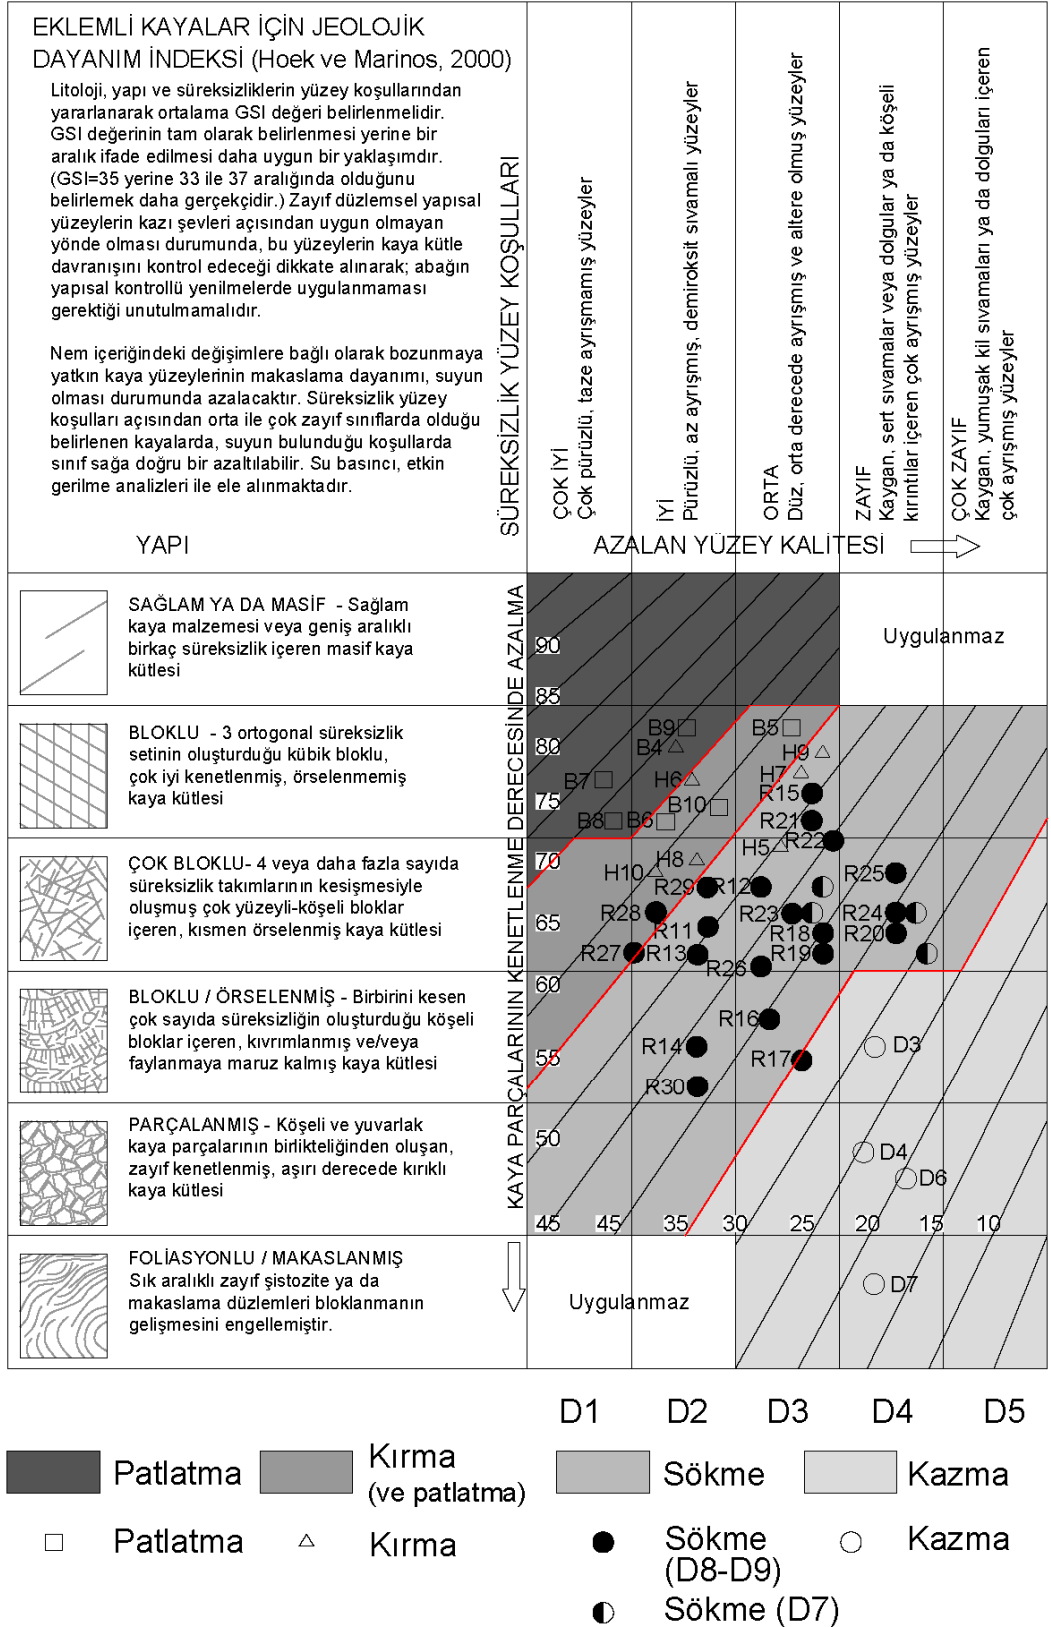 EKLEMLİ KAYALAR İÇİN JEOLOJİK
DAYANIM İNDEKSİ (Hoek ve Marinos, 2000)
Litoloji, yapı ve süreksizliklerin yüzey koşullarından
yararlanarak ortalama GSI değeri belirlenmelidir.
GSI değerinin tam olarak belirlenmesi yerine bir
aralık ifade edilmesi daha uygun bir yaklaşımdır.
(GSI=35 yerine 33 ile 37 aralığında olduğunu
belirlemek daha gerçekçidir.) Zayıf düzlemsel yapısal
yüzeylerin kazı şevleri açısından uygun olmayan
yönde olması durumunda, bu yüzeylerin kaya kütle
davranışını kontrol edeceği dikkate alınarak; abağın
yapısal kontrollü yenilmelerde uygulanmaması
gerektiği unutulmamalıdır.
Nem içeriğindeki değişimlere bağlı olarak bozunmaya
yatkın kaya yüzeylerinin makaslama dayanımı, suyun
olması durumunda azalacaktır. Süreksizlik yüzey
koşulları açısından orta ile çok zayıf sınıflarda olduğu
belirlenen kayalarda, suyun bulunduğu koşullarda
sınıf sağa doğru bir azaltılabilir. Su basıncı, etkin
gerilme analizleri ile ele alınmaktadır.
SÜREKSİZLİK YÜZEY KOŞULLARI
ÇOK İYİ
Çok pürüzlü, taze ayrışmamış yüzeyler
İYİ
Pürüzlü, az ayrışmış, demiroksit sıvamalı yüzeyler
ORTA
Düz, orta derecede ayrışmış ve altere olmuş yüzeyler
ZAYIF
Kaygan, sert sıvamalar veya dolgular ya da köşeli
kırıntılar içeren çok ayrışmış yüzeyler
ÇOK ZAYIF
Kaygan, yumuşak kil sıvamaları ya da dolguları içeren
çok ayrışmış yüzeyler
YAPI
AZALAN YÜZEY KALİTESİ
KAYA PARÇALARININ KENETLENME DERECESİNDE AZALMA
SAĞLAM YA DA MASİF - Sağlam
kaya malzemesi veya geniş aralıklı
birkaç süreksizlik içeren masif kaya
kütlesi
90
Uygulanmaz
85
BLOKLU - 3 ortogonal süreksizlik
setinin oluşturduğu kübik bloklu,
çok iyi kenetlenmiş, örselenmemiş
kaya kütlesi
B9
B5
B4
80
H9
B7
H6
H7
R15
75
B10
B8
B6
R21
R22
ÇOK BLOKLU- 4 veya daha fazla sayıda
süreksizlik takımlarının kesişmesiyle
oluşmuş çok yüzeyli-köşeli bloklar
içeren, kısmen örselenmiş kaya kütlesi
70
H8
H5
H10
R25
R29
R12
R28
R23
R24
65
R11
R18
R20
R27
R13
R19
R26
BLOKLU / ÖRSELENMİŞ - Birbirini kesen
çok sayıda süreksizliğin oluşturduğu köşeli
bloklar içeren, kıvrımlanmış ve/veya
faylanmaya maruz kalmış kaya kütlesi
60
R16
R14
D3
55
R17
R30
PARÇALANMIŞ - Köşeli ve yuvarlak
kaya parçalarının birlikteliğinden oluşan,
zayıf kenetlenmiş, aşırı derecede kırıklı
kaya kütlesi
50
D4
D6
45 45 35 30 25 20 15 10
FOLİASYONLU / MAKASLANMIŞ
Sık aralıklı zayıf şistozite ya da
makaslama düzlemleri bloklanmanın
gelişmesini engellemiştir.
Uygulanmaz
D7
D1 D2 D3 D4 D5
Patlatma
Kırma
(ve patlatma)
Sökme
Kazma
Patlatma
Kırma
Sökme
(D8-D9)
Kazma
Sökme (D7)